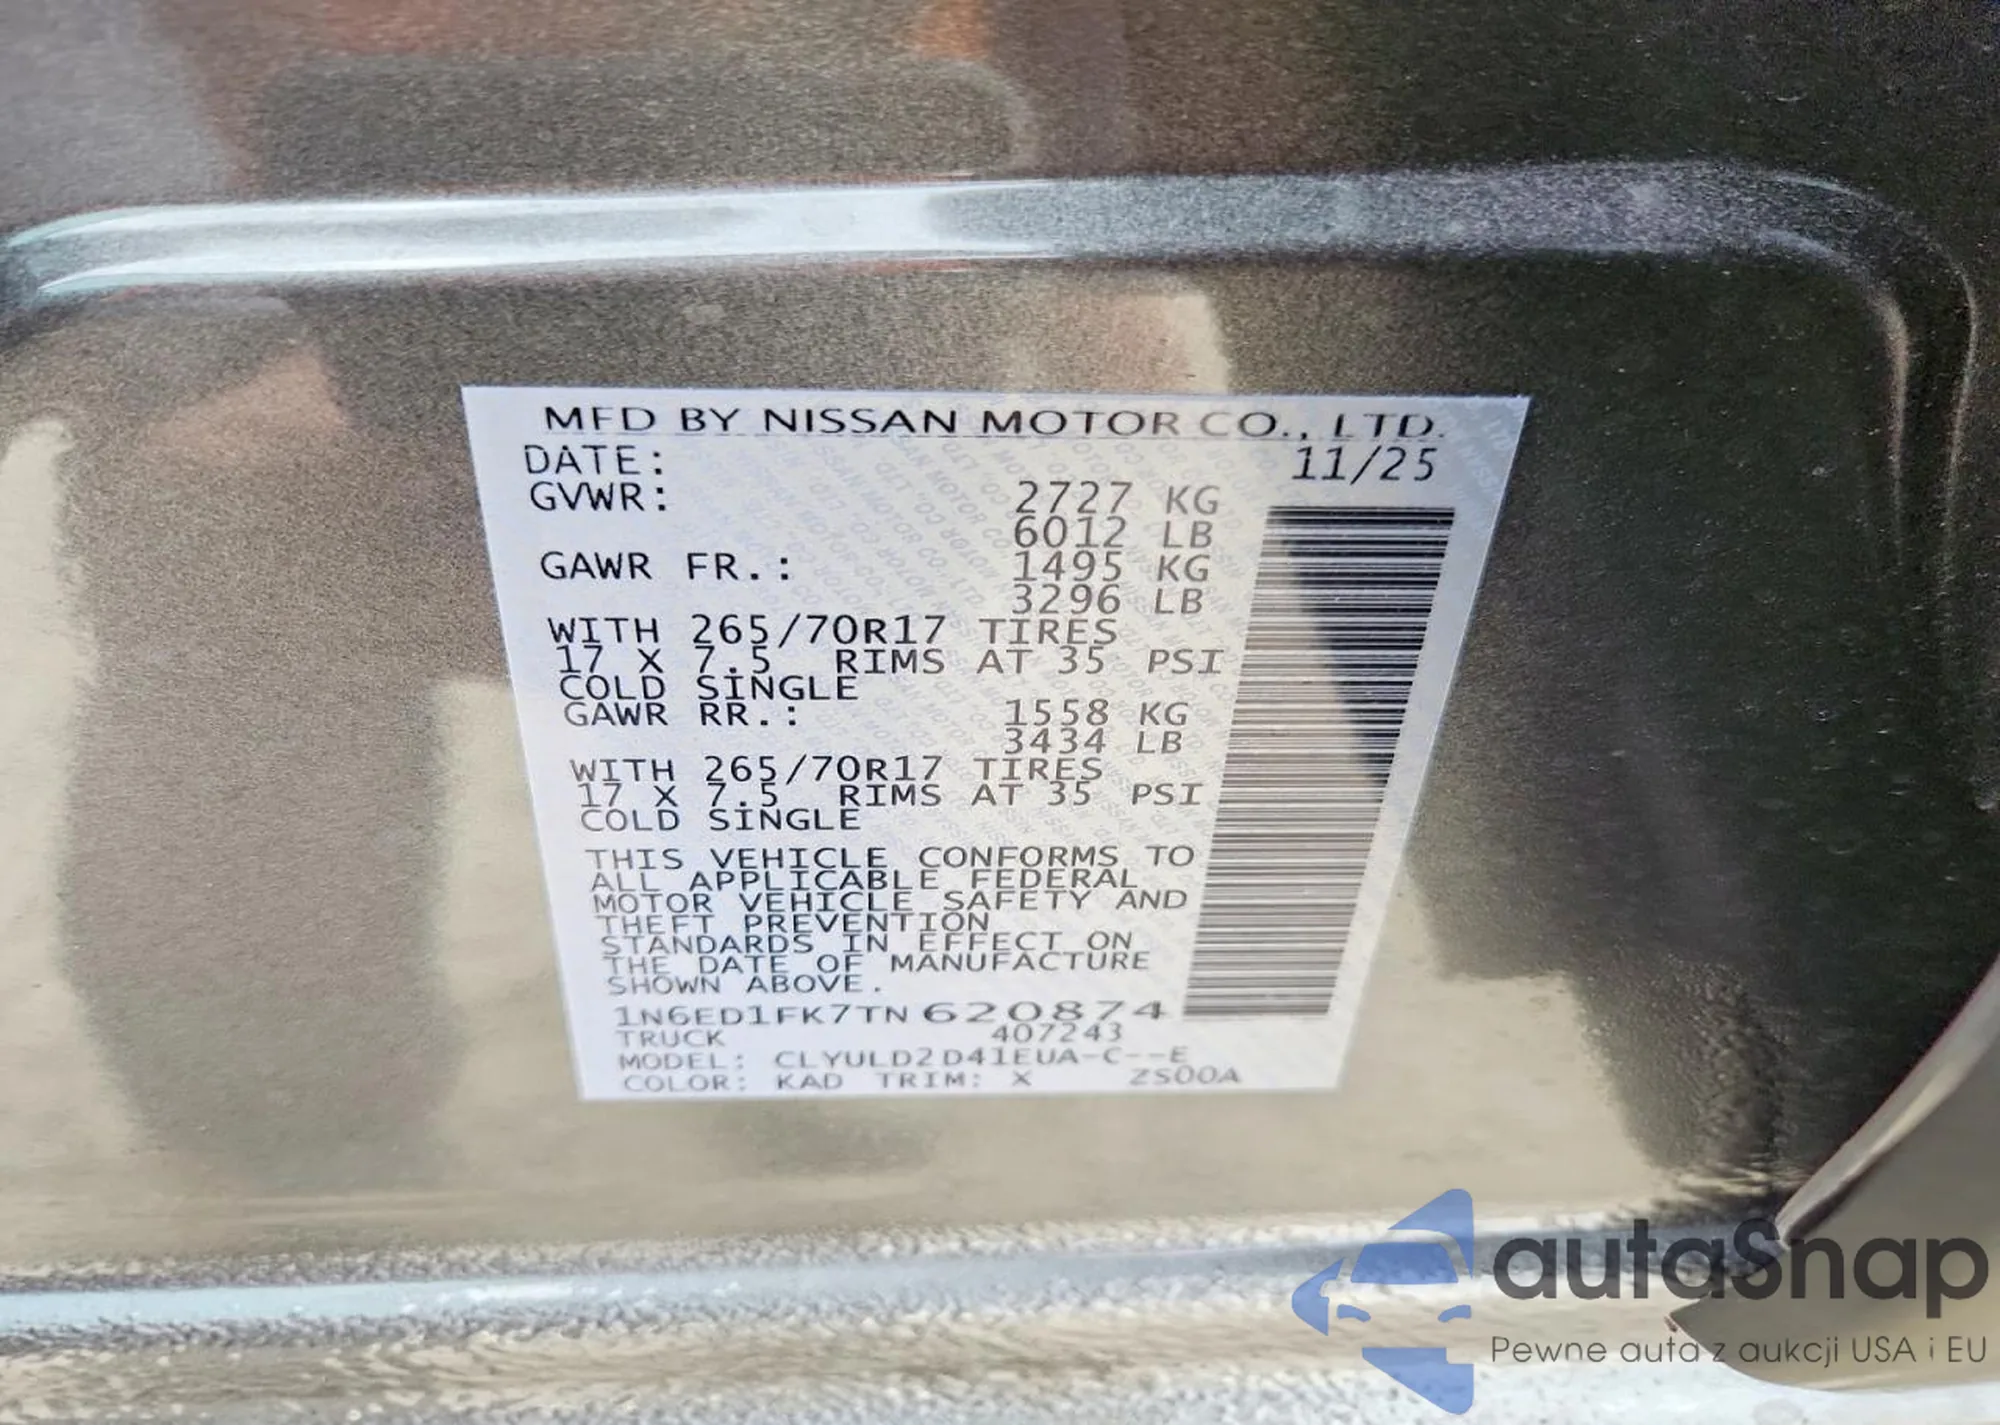 MFD BY NISSAN MOTOR CO., LTD.
DATE: 11/25
GVWR: 2727 KG
6012 LB
GAWR FR.: 1495 KG
3296 LB
WITH 265/70R17 TIRES
17 X 7.5 RIMS AT 35 PSI
COLD SINGLE
GAWR RR.: 1558 KG
3434 LB
WITH 265/70R17 TIRES
17 X 7.5 RIMS AT 35 PSI
COLD SINGLE
THIS VEHICLE CONFORMS TO
ALL APPLICABLE FEDERAL
MOTOR VEHICLE SAFETY AND
THEFT PREVENTION
STANDARDS IN EFFECT ON
THE DATE OF MANUFACTURE
SHOWN ABOVE.
1N6ED1FK7TN620874
TRUCK 407243
MODEL: CLYULD2D41EUA-C--E
COLOR: KAD TRIM: X ZS00A
autaSnap
Pewne auta z aukcji USA i EU